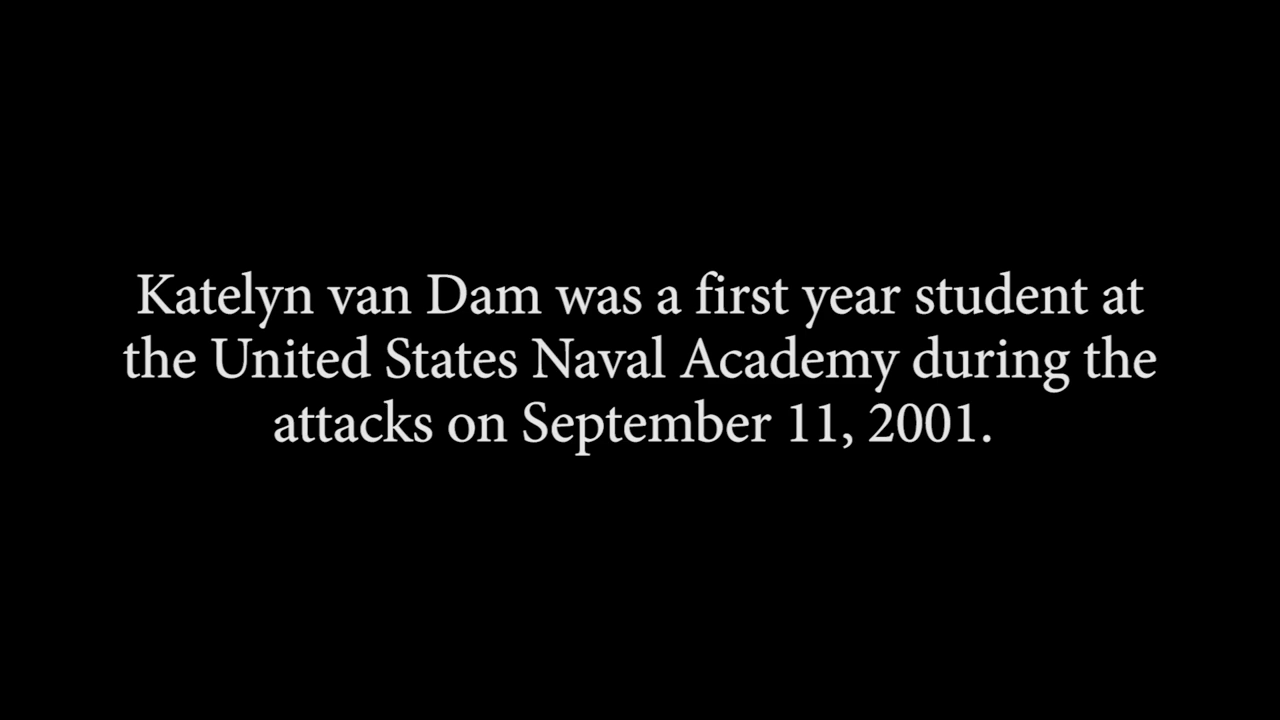 Katelyn van Dam was a first year student at
the United States Naval Academy during the
attacks on September 11, 2001.